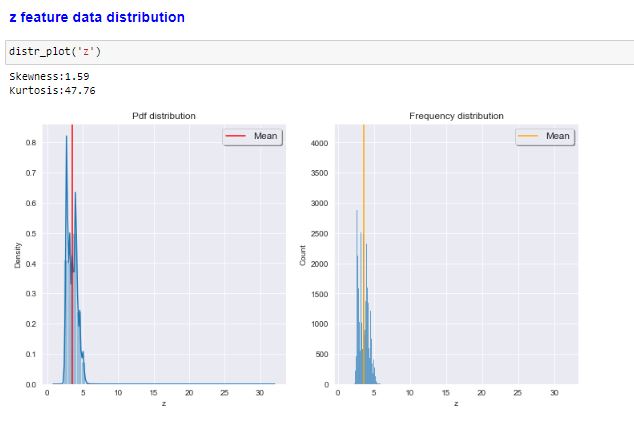 z feature data distribution
distr_plot('z')
Skewness:1.59
Kurtosis:47.76
Pdf distribution
Mean
0.8
0.7
0.6
0.5
0.4
0.3
0.2
0.1
0.0
Density
0 5 10 15 20 25 30
z
Frequency distribution
Mean
4000
3500
3000
2500
2000
1500
1000
500
0
Count
0 5 10 15 20 25 30
z